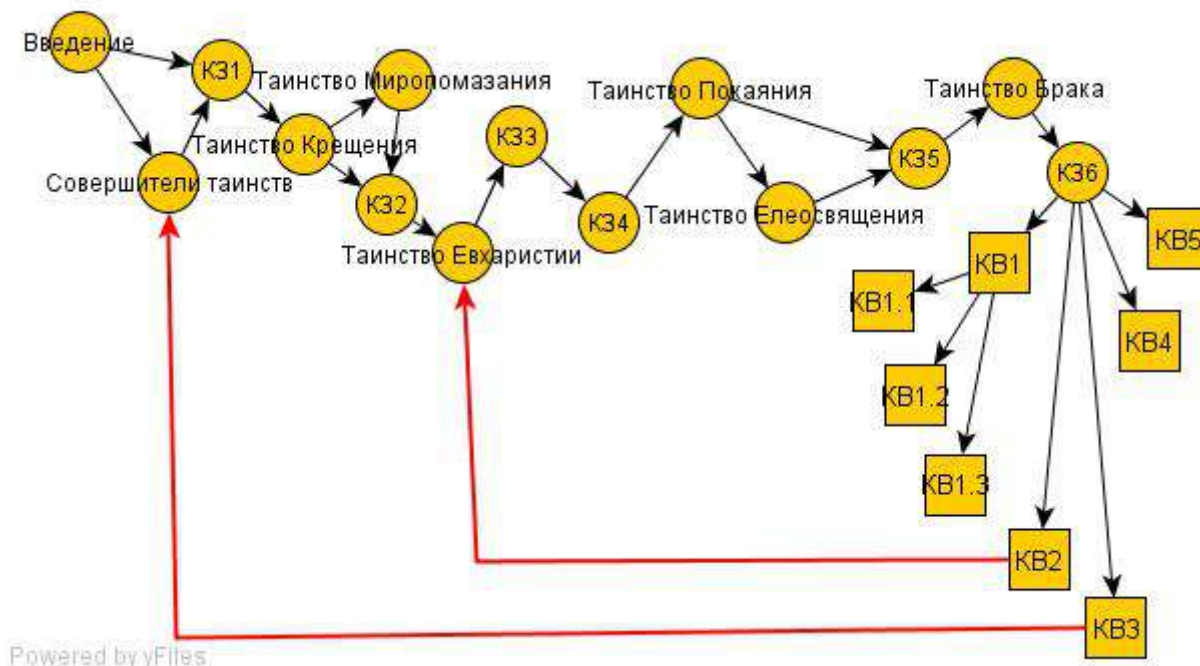 Введение
КЗ1
Таинство Миропомазания
Таинство Крещения
Совершители таинств
КЗ2
Таинство Евхаристии
КЗ3
КЗ4
Таинство Покаяния
Таинство Елеосвящения
КЗ5
Таинство Брака
КЗ6
КВ5
КВ1
КВ1.1
КВ4
КВ1.2
КВ1.3
КВ2
КВ3
Powered by yFiles